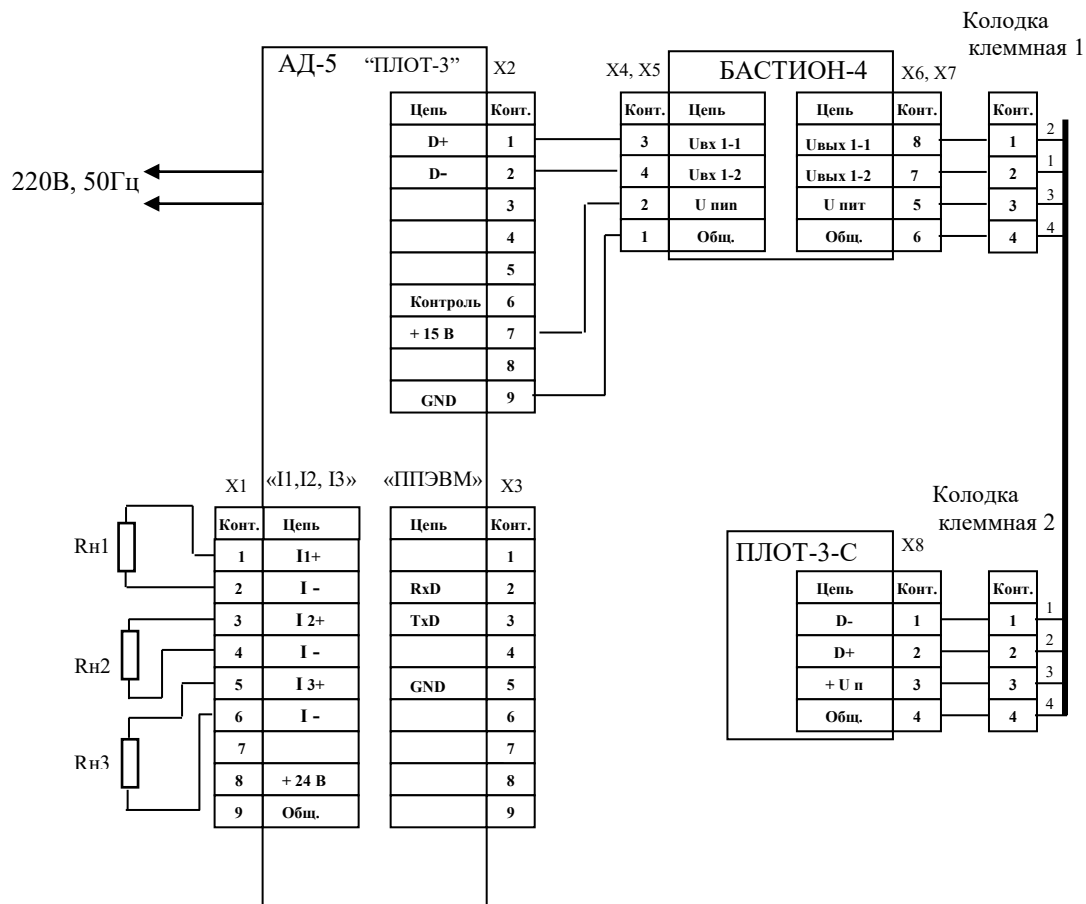 Колодка
клеммная 1
АД-5 “ПЛОТ-3” X2
X4, X5 БАСТИОН-4 X6, X7
Цепь Конт.
D+ 1
D- 2
3
4
5
Контроль 6
+ 15 В 7
8
GND 9
220В, 50Гц
Конт. Цепь
3 Uвх 1-1
4 Uвх 1-2
2 U пип
1 Общ.
Цепь Конт.
Uвых 1-1 8
Uвых 1-2 7
U пит 5
Общ. 6
Конт.
1 2
2 1
3 3
4 4
X1 «I1,I2, I3» «ППЭВМ» X3
Rн1
Rн2
Rн3
Конт. Цепь
1 I1+
2 I -
3 I 2+
4 I -
5 I 3+
6 I -
7
8 + 24 В
9 Общ.
Цепь Конт.
1
RxD 2
TxD 3
4
GND 5
6
7
8
9
Колодка
клеммная 2
ПЛОТ-3-С X8
Цепь Конт.
D- 1
D+ 2
+ U п 3
Общ. 4
Конт.
1 1
2 2
3 3
4 4